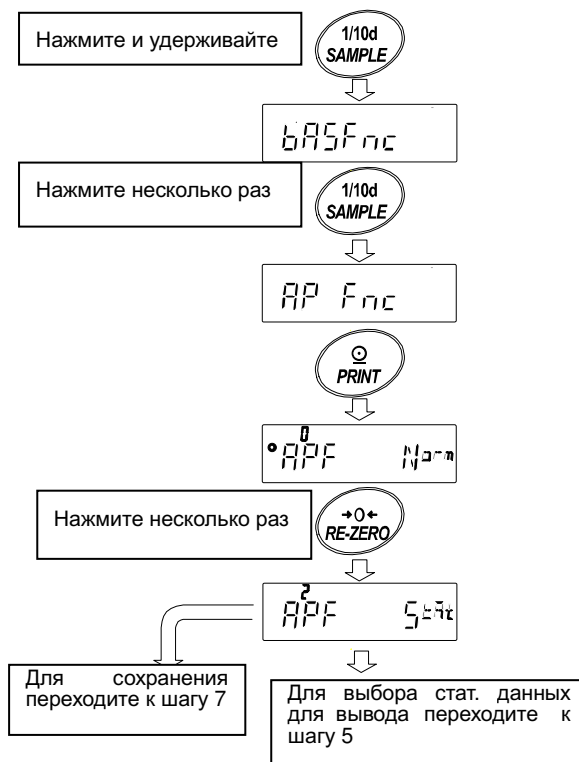 Нажмите и удерживайте
1/10d
SAMPLE
bASFnc
Нажмите несколько раз
1/10d
SAMPLE
AP Fnc
PRINT
0
APF Norm
Нажмите несколько раз
→0←
RE-ZERO
2
APF StAt
Для сохранения
переходите к шагу 7
Для выбора стат. данных
для вывода переходите к
шагу 5